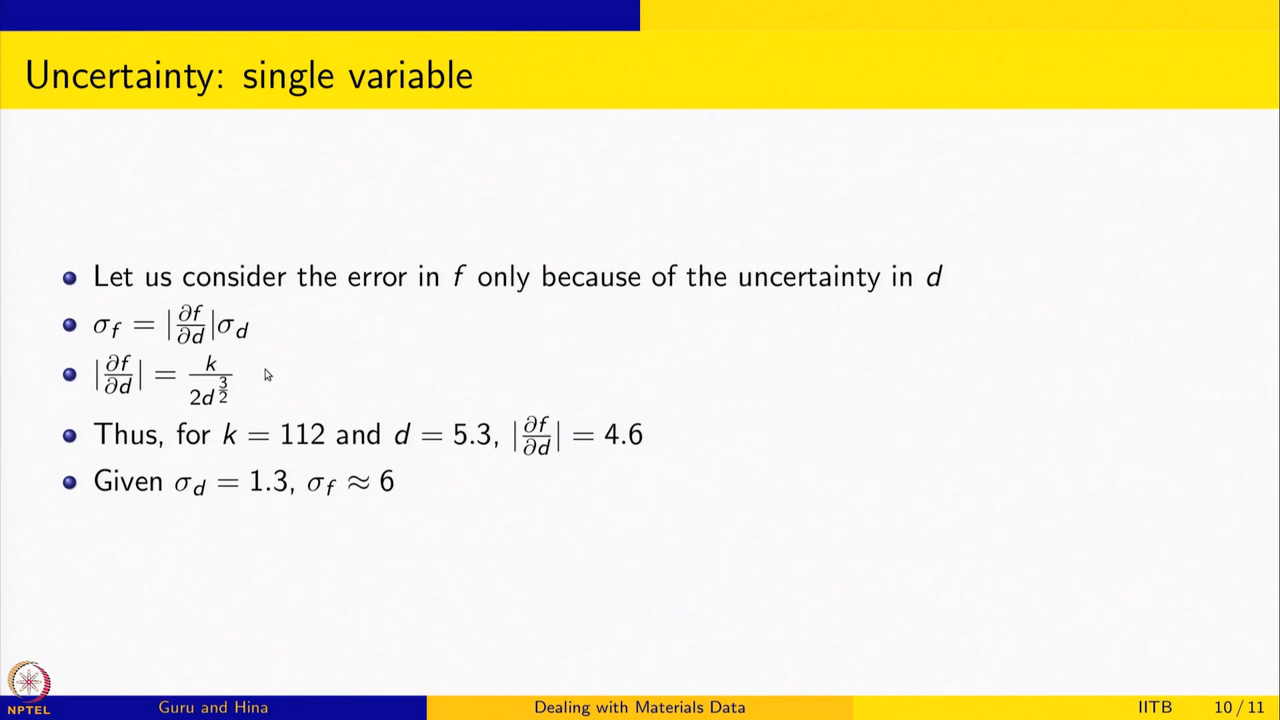 Uncertainty: single variable
Let us consider the error in f only because of the uncertainty in d
σ_f = |∂f/∂d|σ_d
|∂f/∂d| = k/2d^{3/2}
Thus, for k = 112 and d = 5.3, |∂f/∂d| = 4.6
Given σ_d = 1.3, σ_f ≈ 6
NPTEL
Guru and Hina
Dealing with Materials Data
IITB
10 / 11